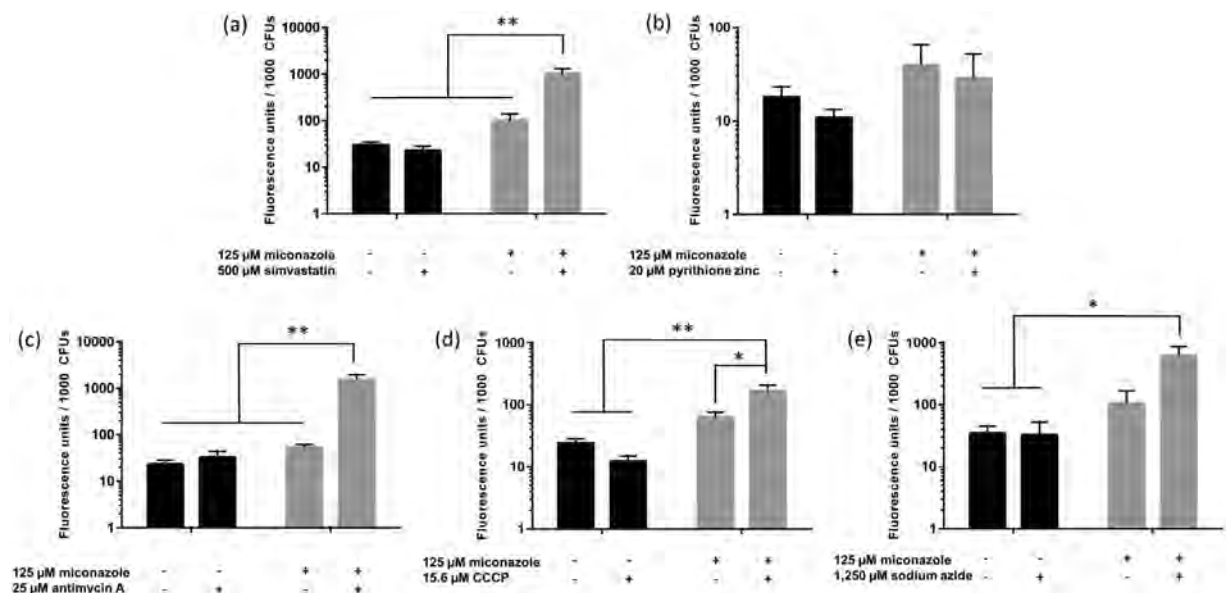 (a)
Fluorescence units / 1000 CFUs
10000
1000
100
10
1
**
125 µM miconazole - - + +
500 µM simvastatin - + - +
(b)
Fluorescence units / 1000 CFUs
100
10
1
125 µM miconazole - - + +
20 µM pyrithione zinc - + - +
(c)
Fluorescence units / 1000 CFUs
10000
1000
100
10
1
**
125 µM miconazole - - + +
25 µM antimycin A - + - +
(d)
Fluorescence units / 1000 CFUs
1000
100
10
1
**
*
125 µM miconazole - - + +
15.6 µM CCCP - + - +
(e)
Fluorescence units / 1000 CFUs
1000
100
10
1
*
125 µM miconazole - - + +
1,250 µM sodium azide - + - +